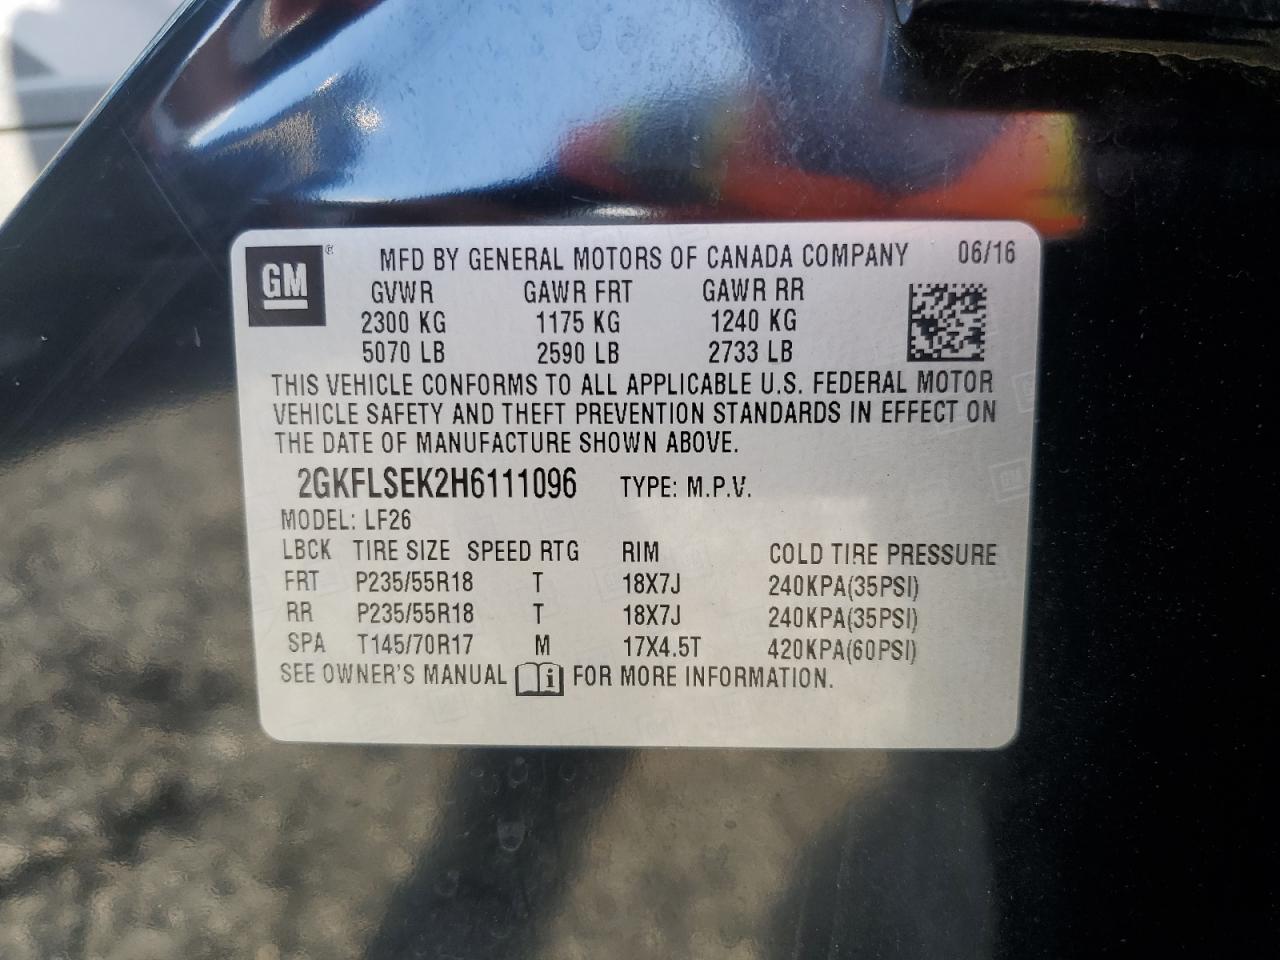 GM® MFD BY GENERAL MOTORS OF CANADA COMPANY 06/16
GVWR GAWR FRT GAWR RR
2300 KG 1175 KG 1240 KG
5070 LB 2590 LB 2733 LB
THIS VEHICLE CONFORMS TO ALL APPLICABLE U.S. FEDERAL MOTOR
VEHICLE SAFETY AND THEFT PREVENTION STANDARDS IN EFFECT ON
THE DATE OF MANUFACTURE SHOWN ABOVE.
2GKFLSEK2H6111096 TYPE: M.P.V.
MODEL: LF26
LBCK TIRE SIZE SPEED RTG RIM COLD TIRE PRESSURE
FRT P235/55R18 T 18X7J 240KPA(35PSI)
RR P235/55R18 T 18X7J 240KPA(35PSI)
SPA T145/70R17 M 17X4.5T 420KPA(60PSI)
SEE OWNER'S MANUAL i FOR MORE INFORMATION.